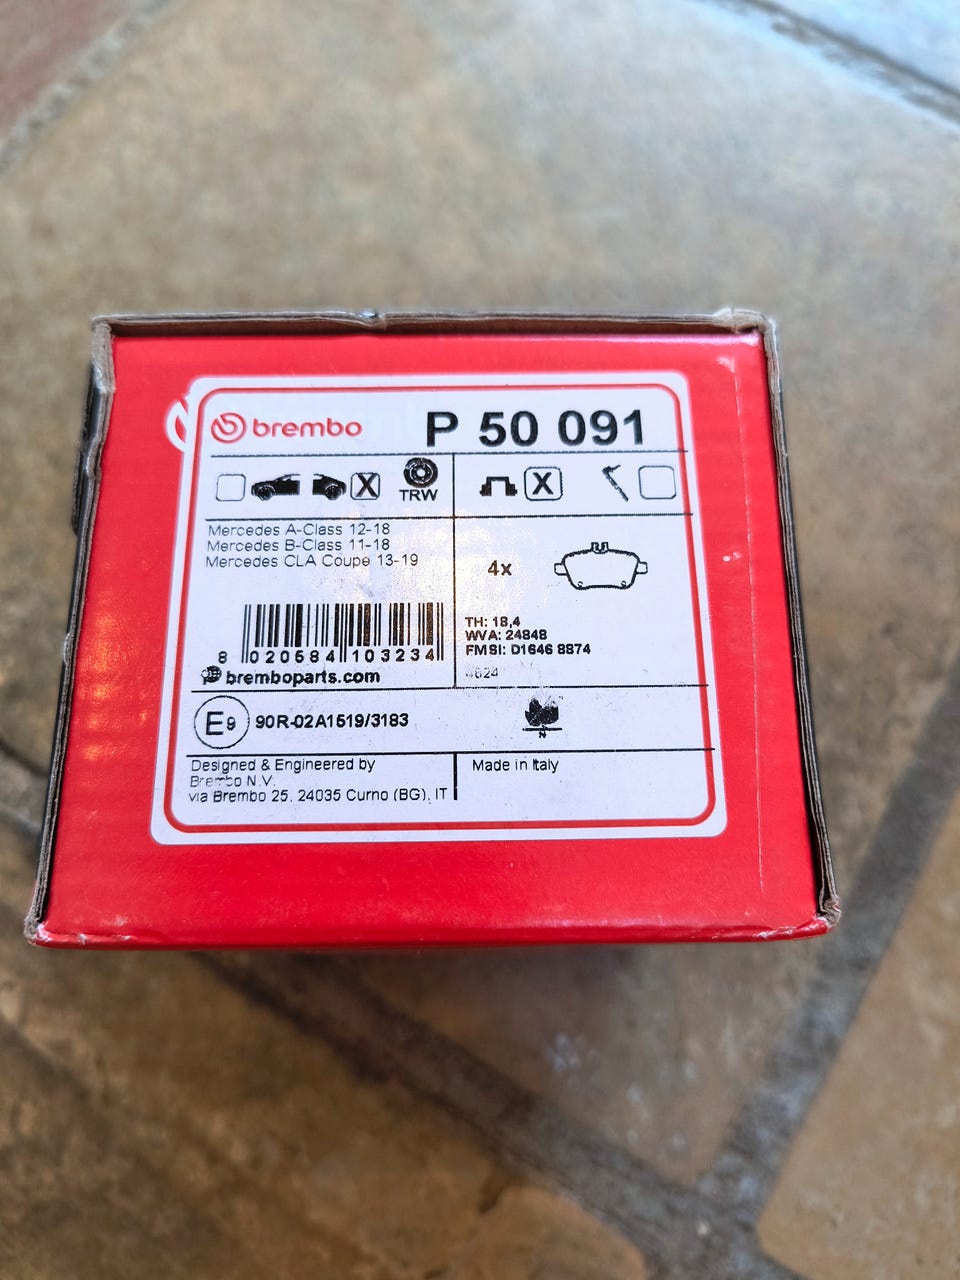 brembo P 50 091
X TRW X
Mercedes A-Class 12-18
Mercedes B-Class 11-18
Mercedes CLA Coupe 13-19
4x
8 020584 103234
bremboparts.com
TH: 18,4
WVA: 24848
FMSI: D1646 8874
E9 90R-02A1519/3183
N
Designed & Engineered by
Brembo N.V.
via Brembo 25, 24035 Curno (BG), IT
Made in Italy